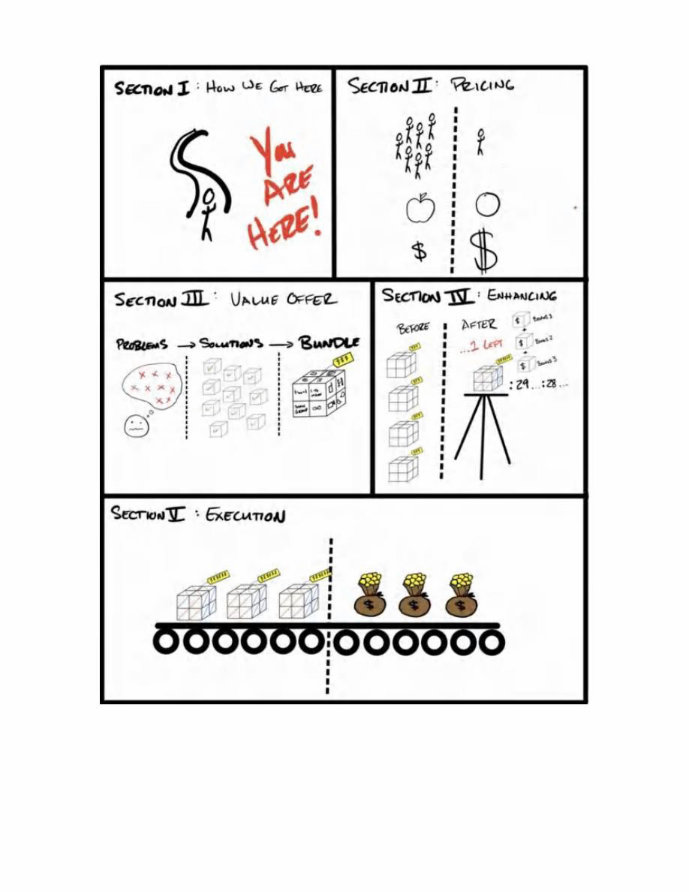 SECTION I : HOW WE GOT HERE
YOU
ARE
HERE!
SECTION II : PRICING
$ $
SECTION III : VALUE OFFER
PROBLEMS → SOLUTIONS → BUNDLE
$$$
SECTION IV : ENHANCING
BEFORE
AFTER
...1 LEFT
$ BONUS 1
+
$ BONUS 2
+
$ BONUS 3
:29...:28...
SECTION V : EXECUTION
$ $ $